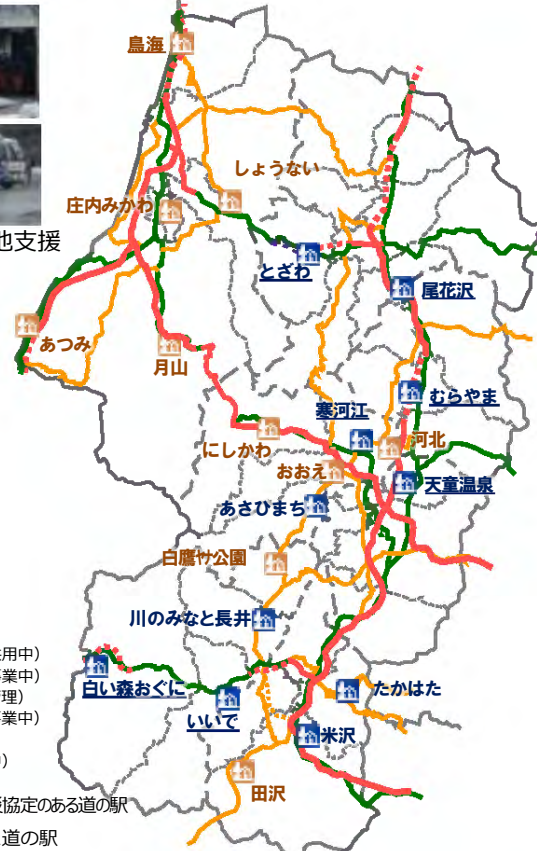 鳥海
しょうない
庄内みかわ
他支援
とざわ
尾花沢
あつみ
月山
むらやま
寒河江
河北
にしかわ
おおえ
天童温泉
あさひまち
白鷹ヤナ公園
川のみなと長井
用中)
業中)
理)
業中)
白い森おぐに
たかはた
いいで
米沢
)
田沢
協定のある道の駅
道の駅